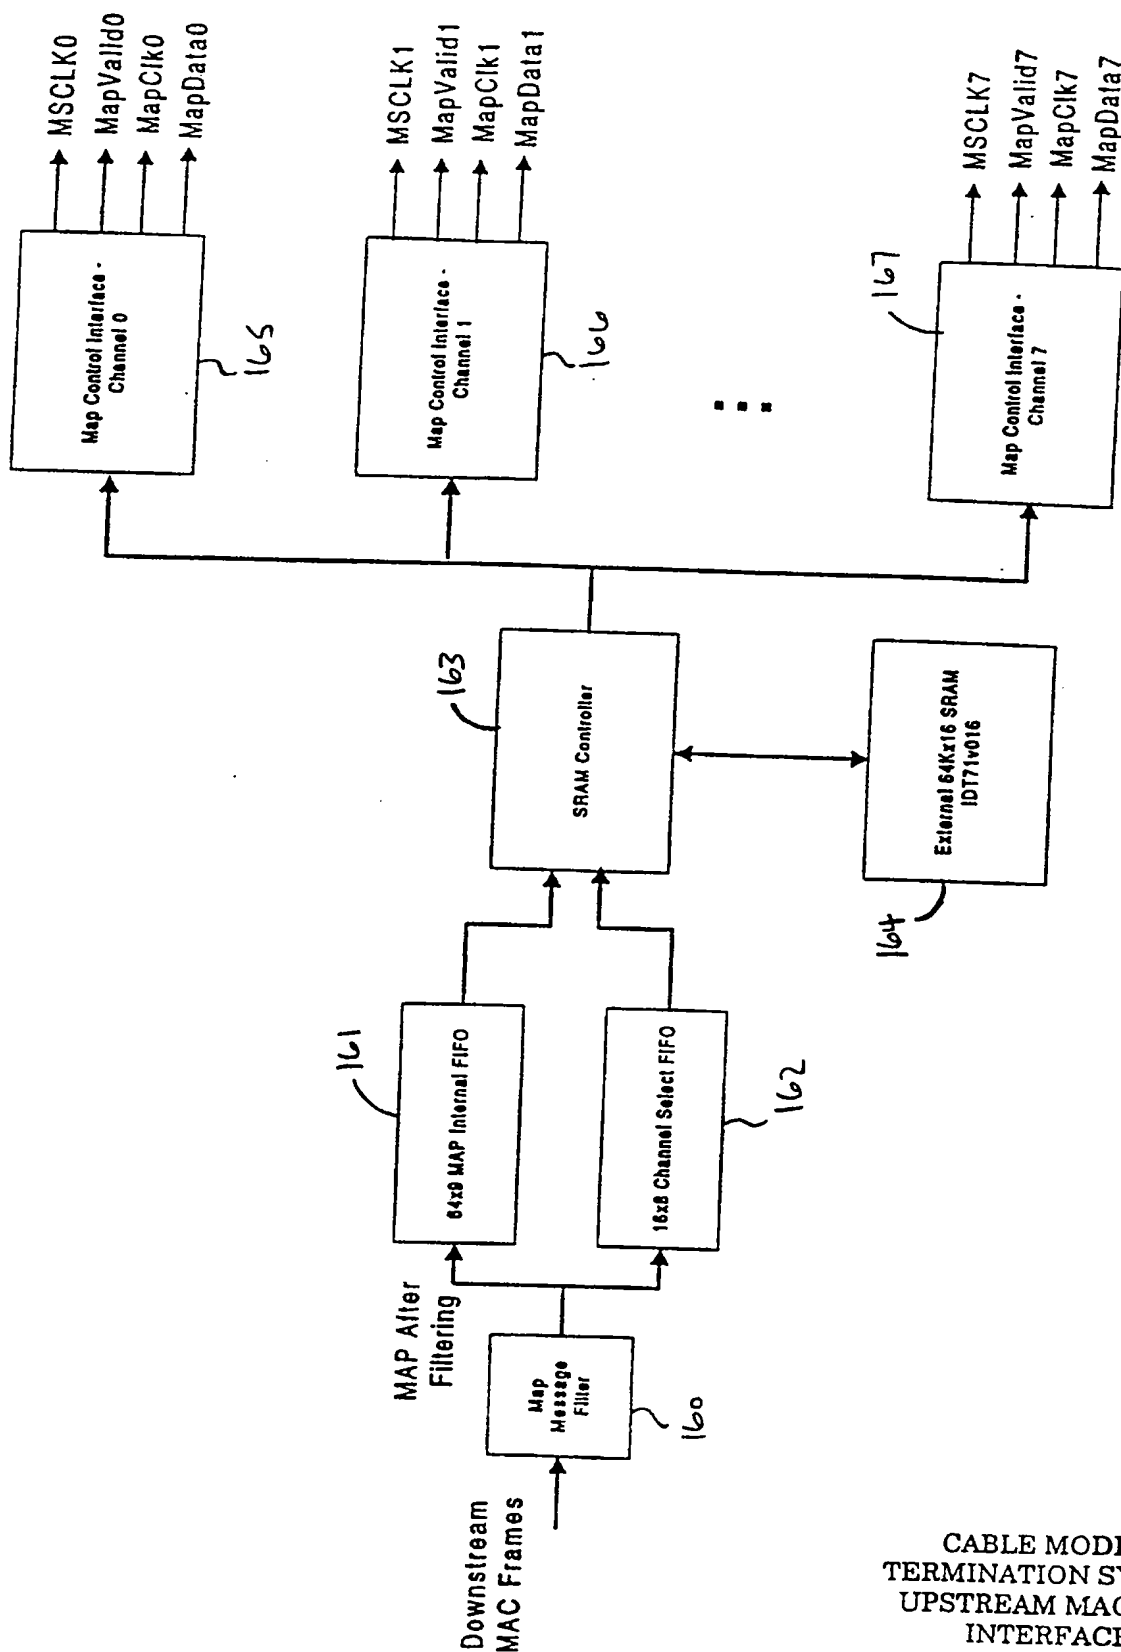 Downstream
MAC Frames
Map
Message
Filter
160
MAP After
Filtering
64x9 MAP Internal FIFO
161
16x8 Channel Select FIFO
162
SRAM Controller
163
External 64Kx16 SRAM
IDT71v016
164
Map Control Interface -
Channel 0
165
MSCLK0
MapValid0
MapClk0
MapData0
Map Control Interface -
Channel 1
166
MSCLK1
MapValid1
MapClk1
MapData1
Map Control Interface -
Channel 7
167
MSCLK7
MapValid7
MapClk7
MapData7
CABLE MODE
TERMINATION SY
UPSTREAM MAC
INTERFACE